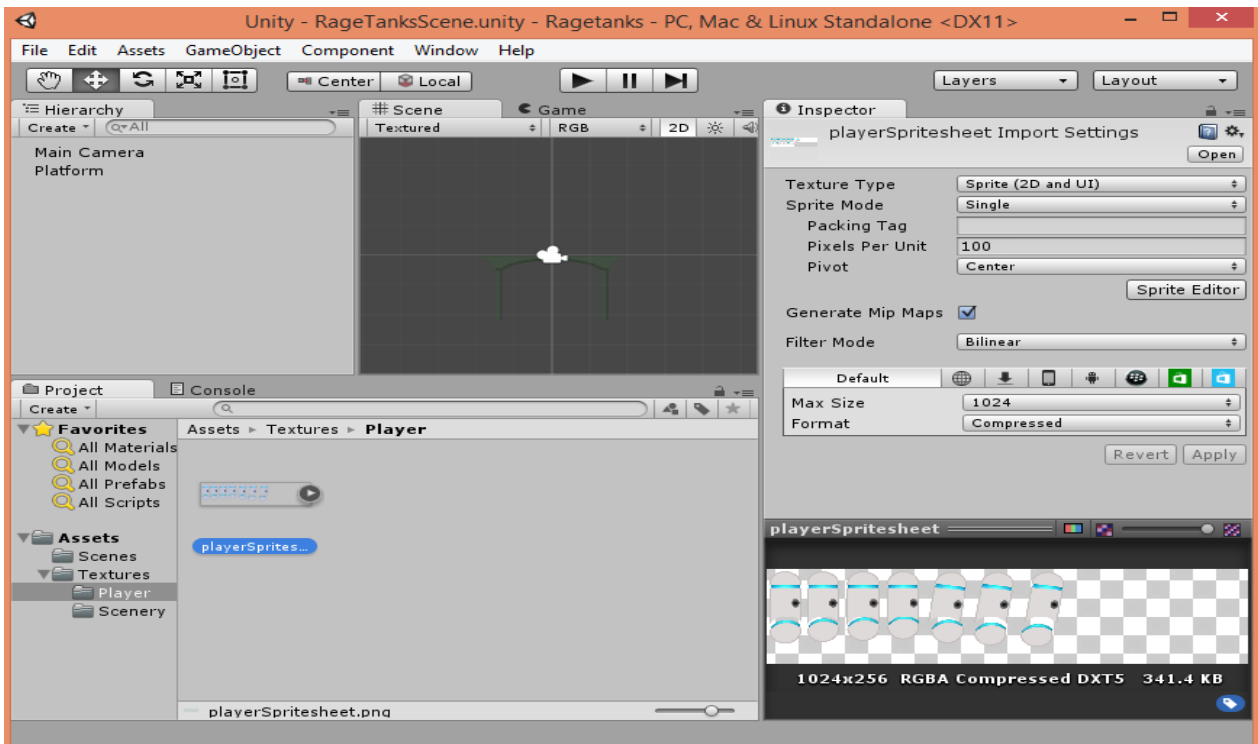 Unity - RageTanksScene.unity - Ragetanks - PC, Mac & Linux Standalone <DX11>
File Edit Assets GameObject Component Window Help
Center Local Layers Layout
Hierarchy
Create All
Main Camera
Platform
Scene Game
Textured RGB 2D
Inspector
playerSpritesheet Import Settings
Open
Texture Type Sprite (2D and UI)
Sprite Mode Single
Packing Tag
Pixels Per Unit 100
Pivot Center
Sprite Editor
Generate Mip Maps
Filter Mode Bilinear
Default
Max Size 1024
Format Compressed
Revert Apply
Project Console
Create
Favorites
All Materials
All Models
All Prefabs
All Scripts
Assets
Scenes
Textures
Player
Scenery
Assets Textures Player
playerSprites...
playerSpritesheet.png
playerSpritesheet
1024x256 RGBA Compressed DXT5 341.4 KB